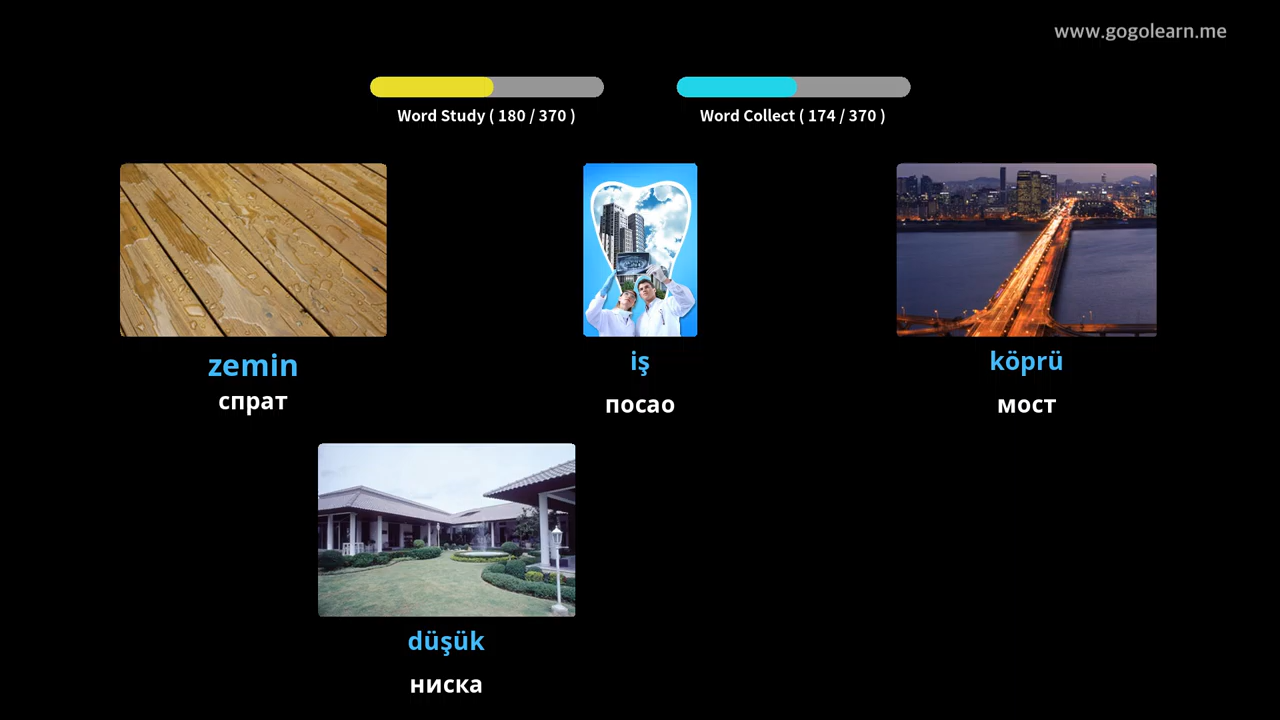 www.gogolearn.me
Word Study ( 180 / 370 )
Word Collect ( 174 / 370 )
zemin
спрат
iş
посао
köprü
мост
düşük
ниска